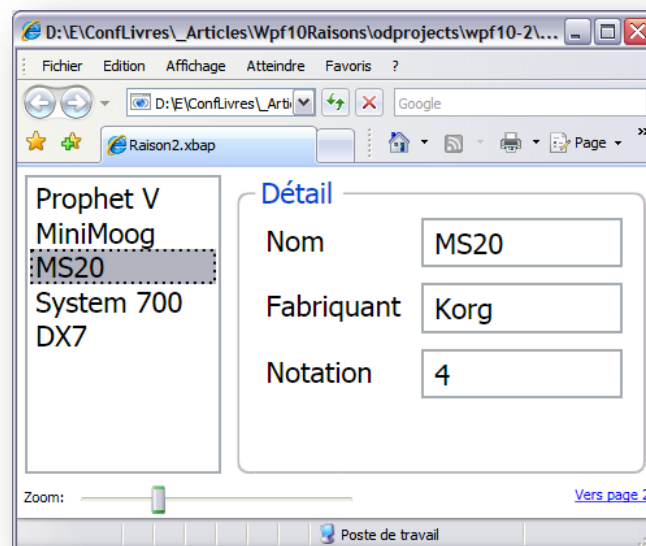 D:\E\ConfLivres\_Articles\Wpf10Raisons\odprojects\wpf10-2\...
Fichier Edition Affichage Atteindre Favoris ?
D:\E\ConfLivres\_Arti Google
Raison2.xbap Page »
Prophet V
MiniMoog
MS20
System 700
DX7
Détail
Nom MS20
Fabriquant Korg
Notation 4
Zoom: Vers page 2
Poste de travail